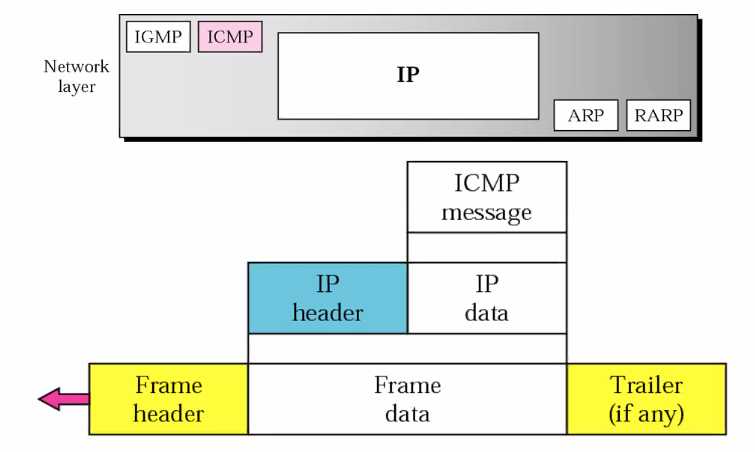 IGMP
ICMP
Network
layer
IP
ARP
RARP
ICMP
message
IP
header
IP
data
Frame
header
Frame
data
Trailer
(if any)